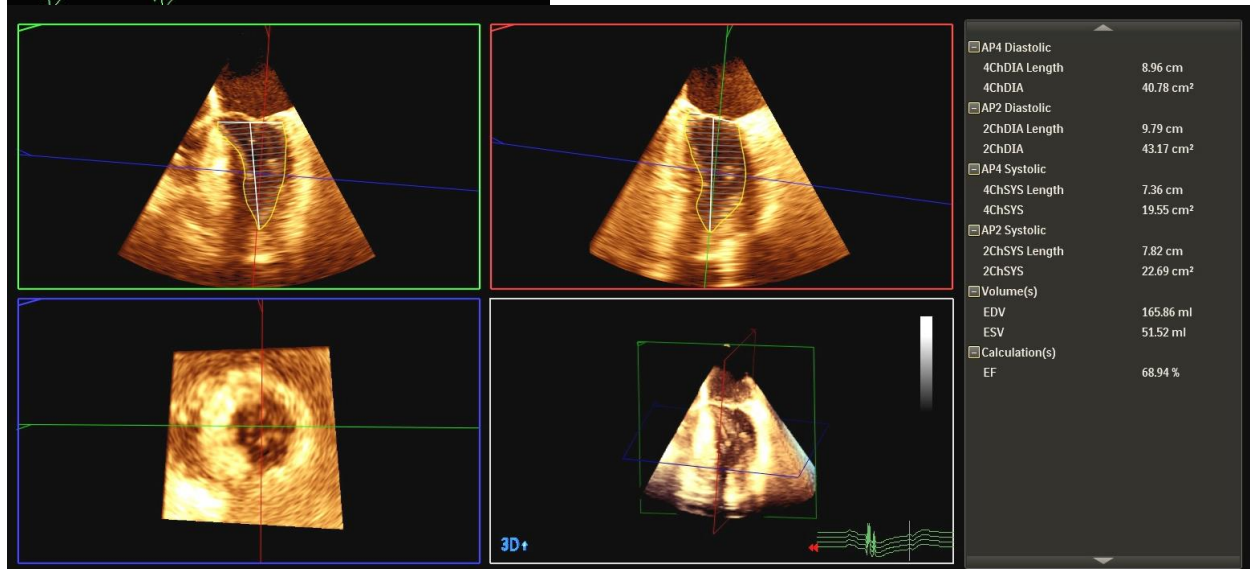 AP4 Diastolic
4ChDIA Length 8.96 cm
4ChDIA 40.78 cm²
AP2 Diastolic
2ChDIA Length 9.79 cm
2ChDIA 43.17 cm²
AP4 Systolic
4ChSYS Length 7.36 cm
4ChSYS 19.55 cm²
AP2 Systolic
2ChSYS Length 7.82 cm
2ChSYS 22.69 cm²
Volume(s)
EDV 165.86 ml
ESV 51.52 ml
Calculation(s)
EF 68.94 %
3D